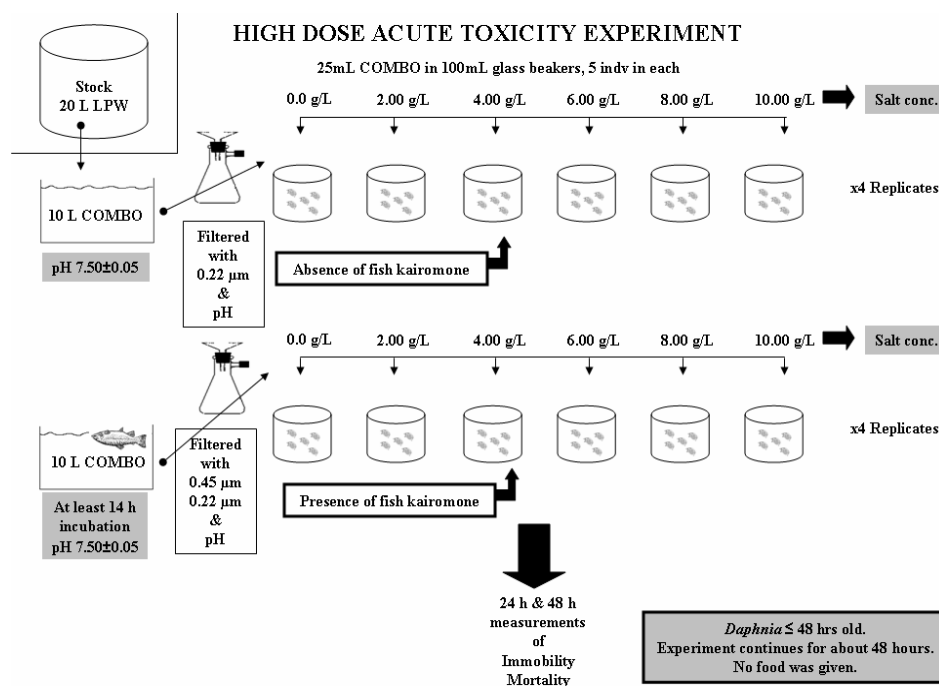 HIGH DOSE ACUTE TOXICITY EXPERIMENT
25mL COMBO in 100mL glass beakers, 5 indv in each
Stock
20 L LPW
0.0 g/L 2.00 g/L 4.00 g/L 6.00 g/L 8.00 g/L 10.00 g/L
Salt conc.
10 L COMBO
x4 Replicates
pH 7.50±0.05
Filtered
with
0.22 µm
&
pH
Absence of fish kairomone
0.0 g/L 2.00 g/L 4.00 g/L 6.00 g/L 8.00 g/L 10.00 g/L
Salt conc.
10 L COMBO
x4 Replicates
At least 14 h
incubation
pH 7.50±0.05
Filtered
with
0.45 µm
0.22 µm
&
pH
Presence of fish kairomone
24 h & 48 h
measurements
of
Immobility
Mortality
Daphnia ≤ 48 hrs old.
Experiment continues for about 48 hours.
No food was given.